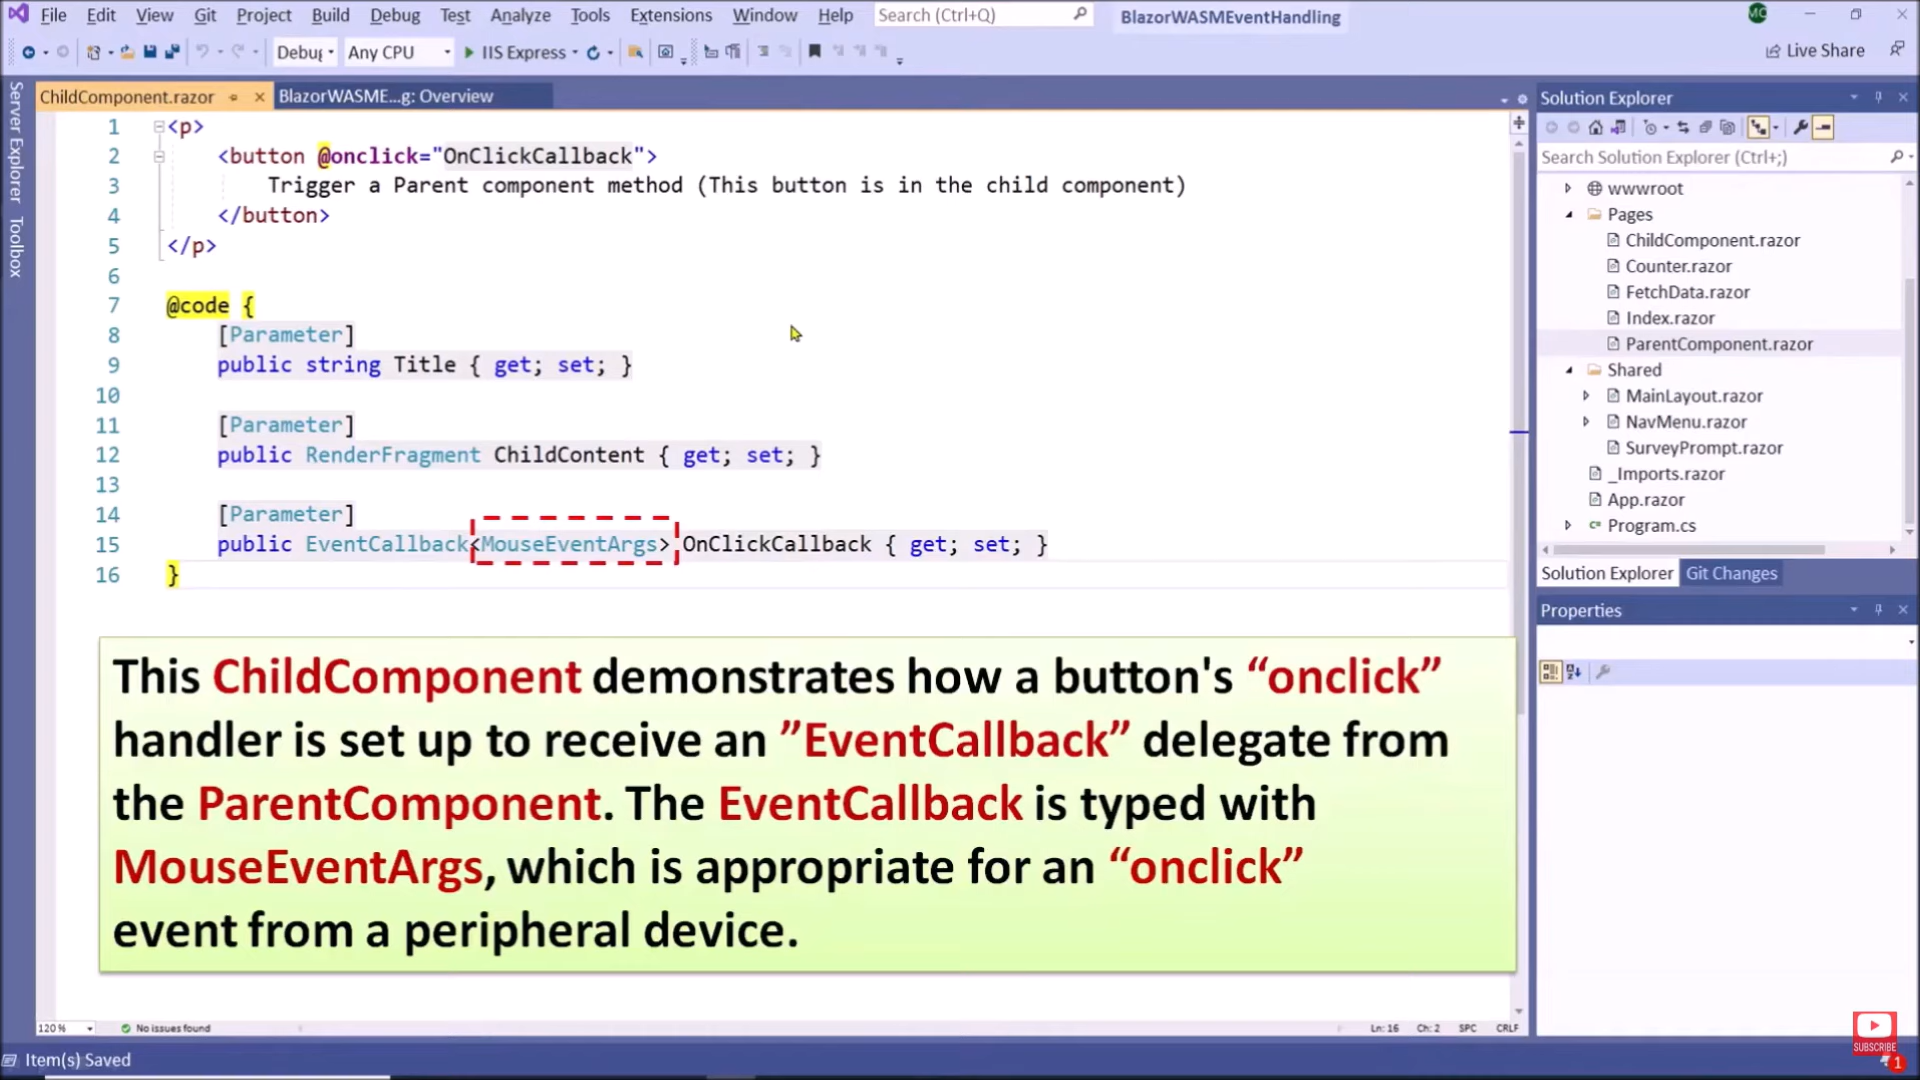 File Edit View Git Project Build Debug Test Analyze Tools Extensions Window Help Search (Ctrl+Q) BlazorWASMEventHandling MC
Debug Any CPU IIS Express Live Share
Server Explorer Toolbox
ChildComponent.razor BlazorWASME...g: Overview
1 <p>
2 <button @onclick="OnClickCallback">
3 Trigger a Parent component method (This button is in the child component)
4 </button>
5 </p>
6
7 @code {
8 [Parameter]
9 public string Title { get; set; }
10
11 [Parameter]
12 public RenderFragment ChildContent { get; set; }
13
14 [Parameter]
15 public EventCallback<MouseEventArgs> OnClickCallback { get; set; }
16 }
This ChildComponent demonstrates how a button's “onclick”
handler is set up to receive an ”EventCallback” delegate from
the ParentComponent. The EventCallback is typed with
MouseEventArgs, which is appropriate for an “onclick”
event from a peripheral device.
120 % No issues found Ln: 16 Ch: 2 SPC CRLF
Solution Explorer
Search Solution Explorer (Ctrl+;)
wwwroot
Pages
ChildComponent.razor
Counter.razor
FetchData.razor
Index.razor
ParentComponent.razor
Shared
MainLayout.razor
NavMenu.razor
SurveyPrompt.razor
_Imports.razor
App.razor
C# Program.cs
Solution Explorer Git Changes
Properties
SUBSCRIBE
Item(s) Saved 1